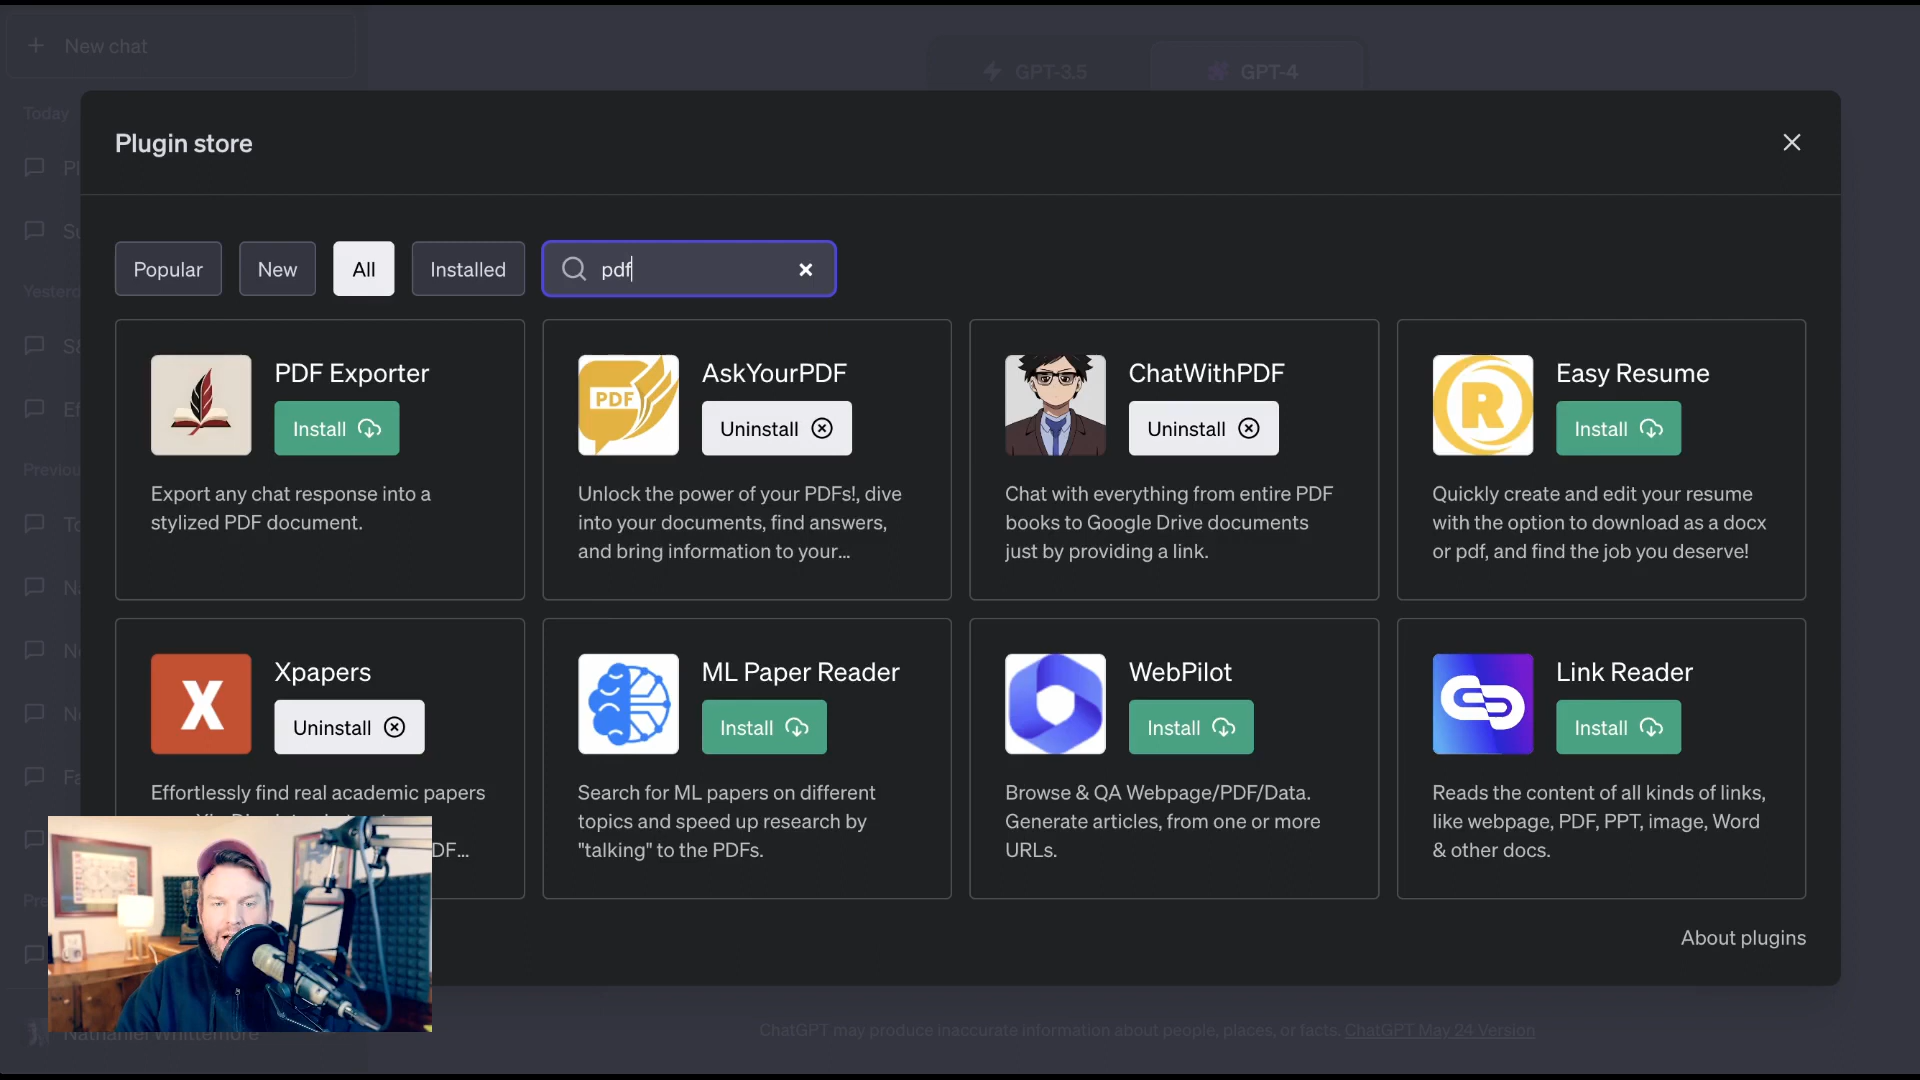 New chat
GPT-3.5
GPT-4
Today
Plugin store
Popular
New
All
Installed
pdf
Yesterd
Previou
PDF Exporter
Install
Export any chat response into a
stylized PDF document.
PDF
AskYourPDF
Uninstall
Unlock the power of your PDFs!, dive
into your documents, find answers,
and bring information to your...
ChatWithPDF
Uninstall
Chat with everything from entire PDF
books to Google Drive documents
just by providing a link.
R
Easy Resume
Install
Quickly create and edit your resume
with the option to download as a docx
or pdf, and find the job you deserve!
X
Xpapers
Uninstall
Effortlessly find real academic papers
DF...
ML Paper Reader
Install
Search for ML papers on different
topics and speed up research by
"talking" to the PDFs.
WebPilot
Install
Browse & QA Webpage/PDF/Data.
Generate articles, from one or more
URLs.
Link Reader
Install
Reads the content of all kinds of links,
like webpage, PDF, PPT, image, Word
& other docs.
About plugins
Nathaniel Whittemore
ChatGPT may produce inaccurate information about people, places, or facts. ChatGPT May 24 Version